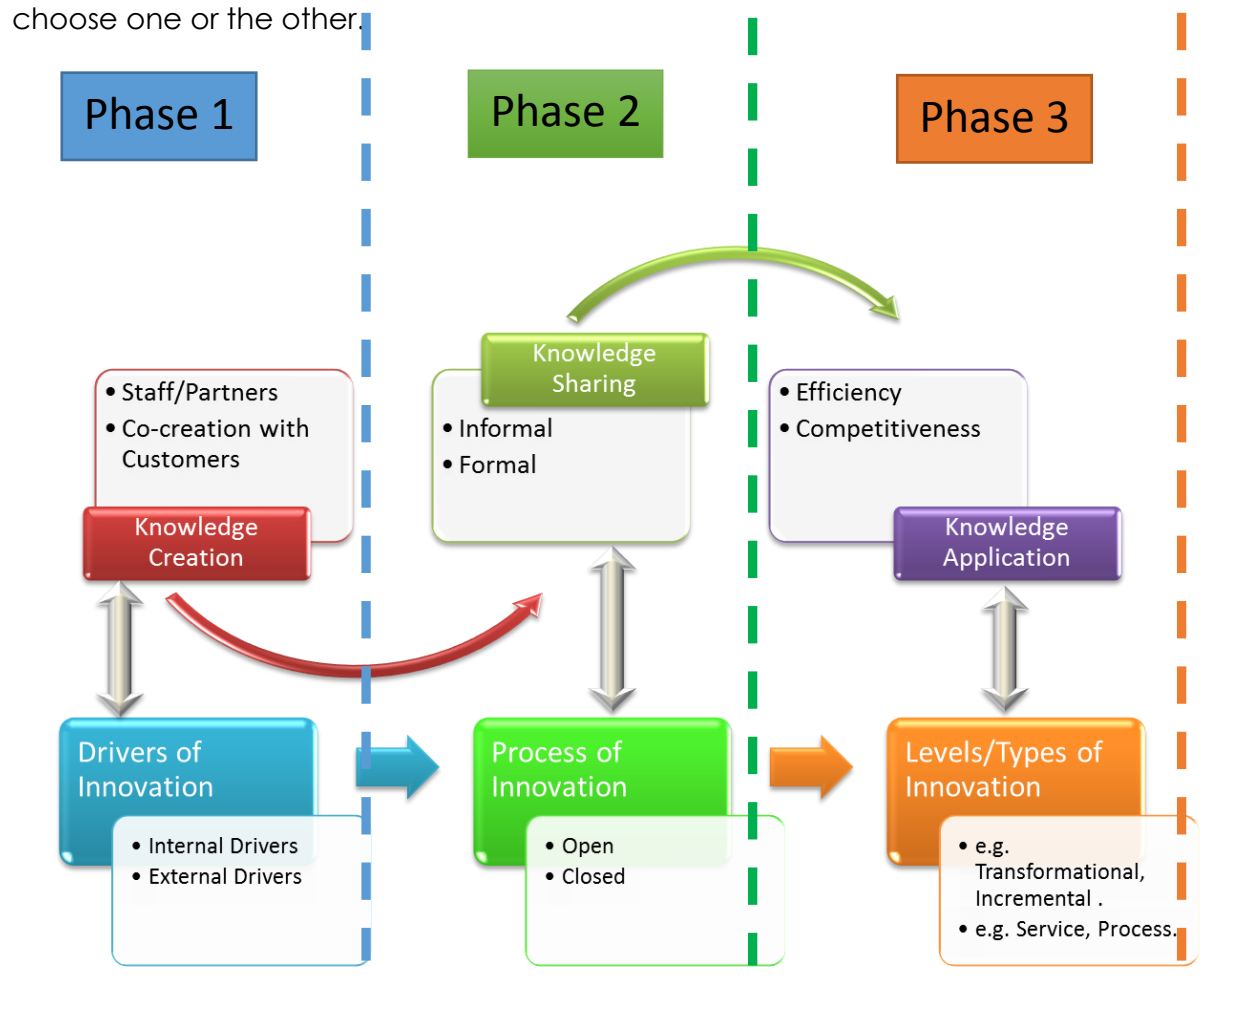 choose one or the other.
Phase 1
Phase 2
Phase 3
• Staff/Partners
• Co-creation with
Customers
Knowledge
Creation
Knowledge
Sharing
• Informal
• Formal
• Efficiency
• Competitiveness
Knowledge
Application
Drivers of
Innovation
• Internal Drivers
• External Drivers
Process of
Innovation
• Open
• Closed
Levels/Types of
Innovation
• e.g.
Transformational,
Incremental .
• e.g. Service, Process.